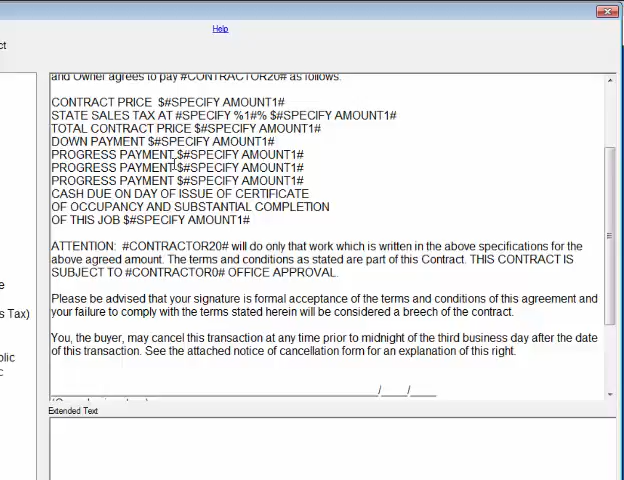 Help
ct
and Owner agrees to pay #CONTRACTOR20# as follows.
CONTRACT PRICE  $#SPECIFY AMOUNT1#
STATE SALES TAX AT #SPECIFY %1#% $#SPECIFY AMOUNT1#
TOTAL CONTRACT PRICE $#SPECIFY AMOUNT1#
DOWN PAYMENT $#SPECIFY AMOUNT1#
PROGRESS PAYMENT $#SPECIFY AMOUNT1#
PROGRESS PAYMENT $#SPECIFY AMOUNT1#
PROGRESS PAYMENT $#SPECIFY AMOUNT1#
CASH DUE ON DAY OF ISSUE OF CERTIFICATE
OF OCCUPANCY AND SUBSTANTIAL COMPLETION
OF THIS JOB $#SPECIFY AMOUNT1#
ATTENTION:  #CONTRACTOR20# will do only that work which is written in the above specifications for the
above agreed amount. The terms and conditions as stated are part of this Contract. THIS CONTRACT IS
SUBJECT TO #CONTRACTOR0# OFFICE APPROVAL.
e
Please be advised that your signature is formal acceptance of the terms and conditions of this agreement and
your failure to comply with the terms stated herein will be considered a breach of the contract.
s Tax)
You, the buyer, may cancel this transaction at any time prior to midnight of the third business day after the date
of this transaction. See the attached notice of cancellation form for an explanation of this right.
olic
c
/____/____
Extended Text